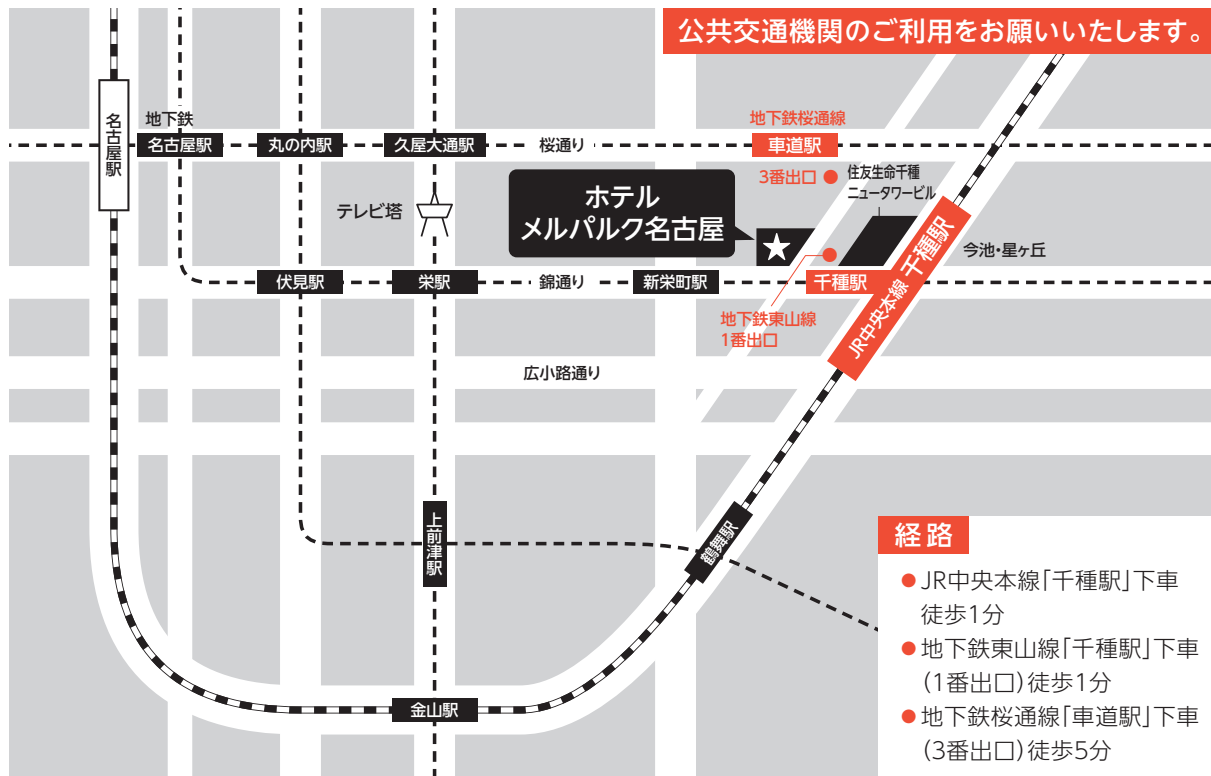 公共交通機関のご利用をお願いいたします。
地下鉄
地下鉄桜通線
名古屋駅
名古屋駅
丸の内駅
久屋大通駅
桜通り
車道駅
3番出口
住友生命千種
ニュータワービル
ホテル
メルパルク名古屋
テレビ塔
今池・星ヶ丘
伏見駅
栄駅
錦通り
新栄町駅
千種駅
JR中央本線 千種駅
地下鉄東山線
1番出口
広小路通り
上前津駅
鶴舞駅
金山駅
経路
●JR中央本線「千種駅」下車
徒歩1分
●地下鉄東山線「千種駅」下車
(1番出口)徒歩1分
●地下鉄桜通線「車道駅」下車
(3番出口)徒歩5分